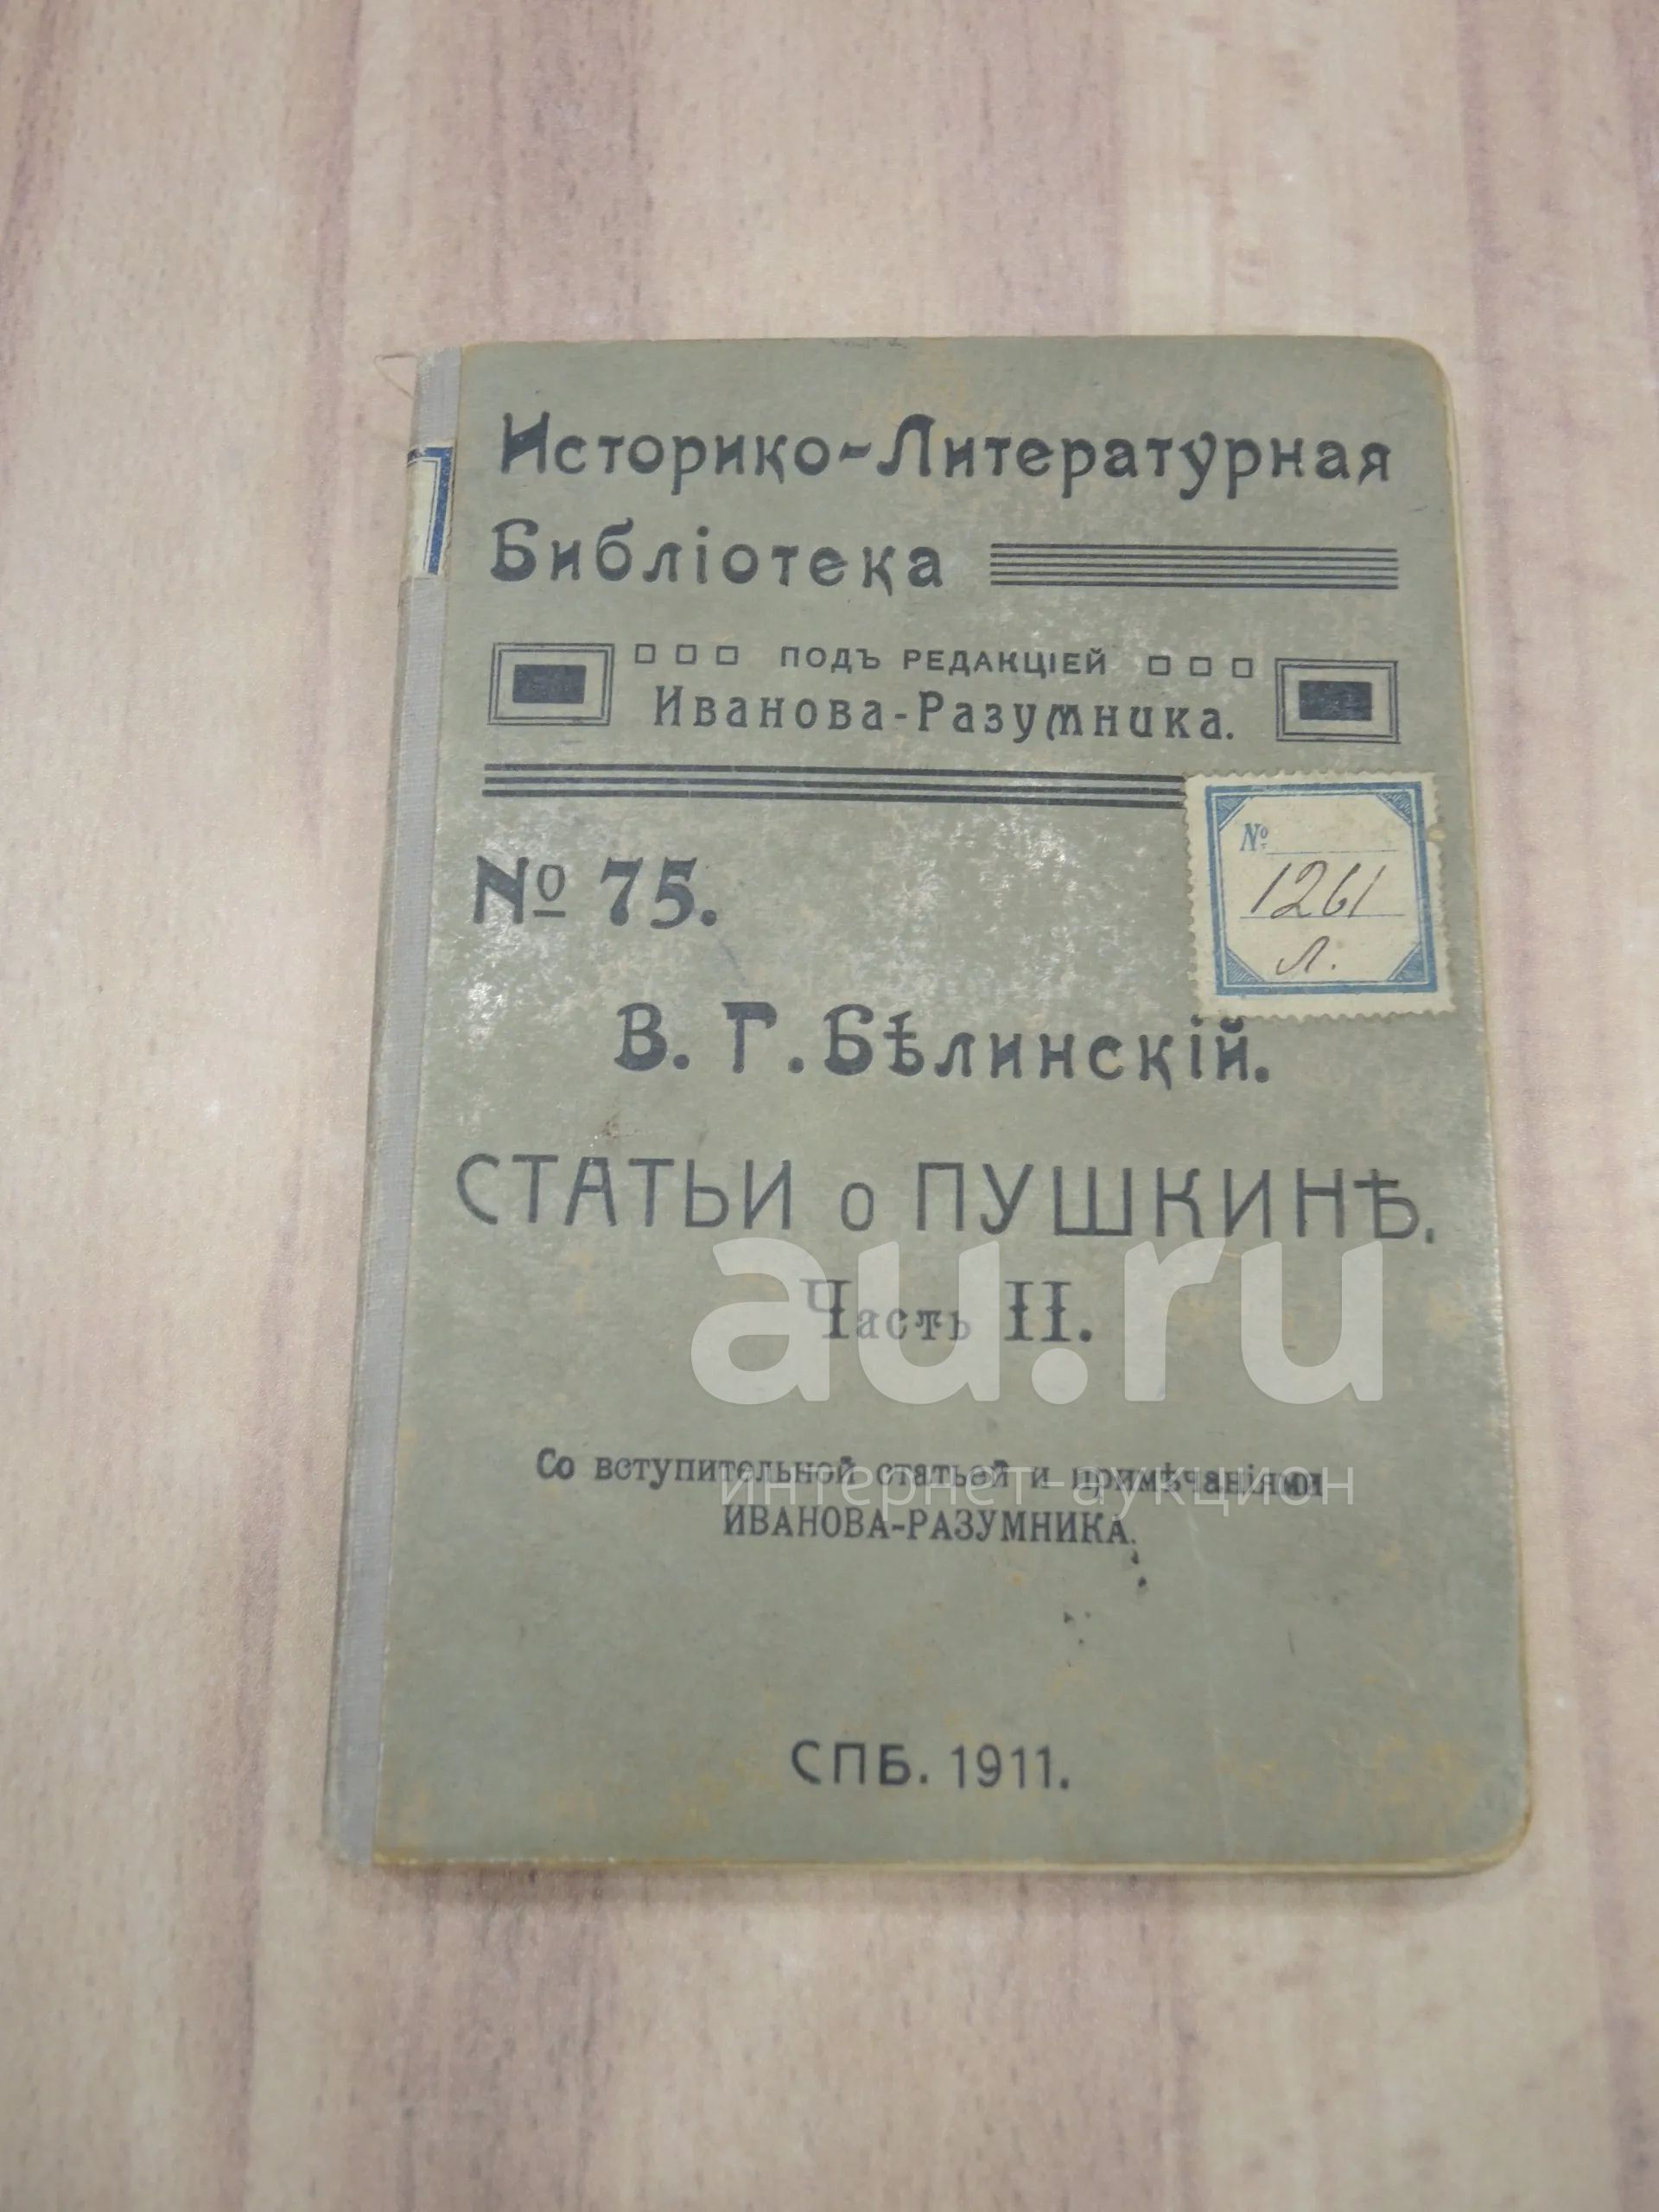 Историко-Литературная
Библіотека
ПОДЪ РЕДАКЦІЕЙ
Иванова-Разумника.
№ 75.
№
1261
Л.
В. Г. Бѣлинскій.
СТАТЬИ о ПУШКИНѢ.
Часть II.
au.ru
Со вступительной статьей и примѣчаніями
интернет-аукцион
ИВАНОВА-РАЗУМНИКА.
СПБ. 1911.